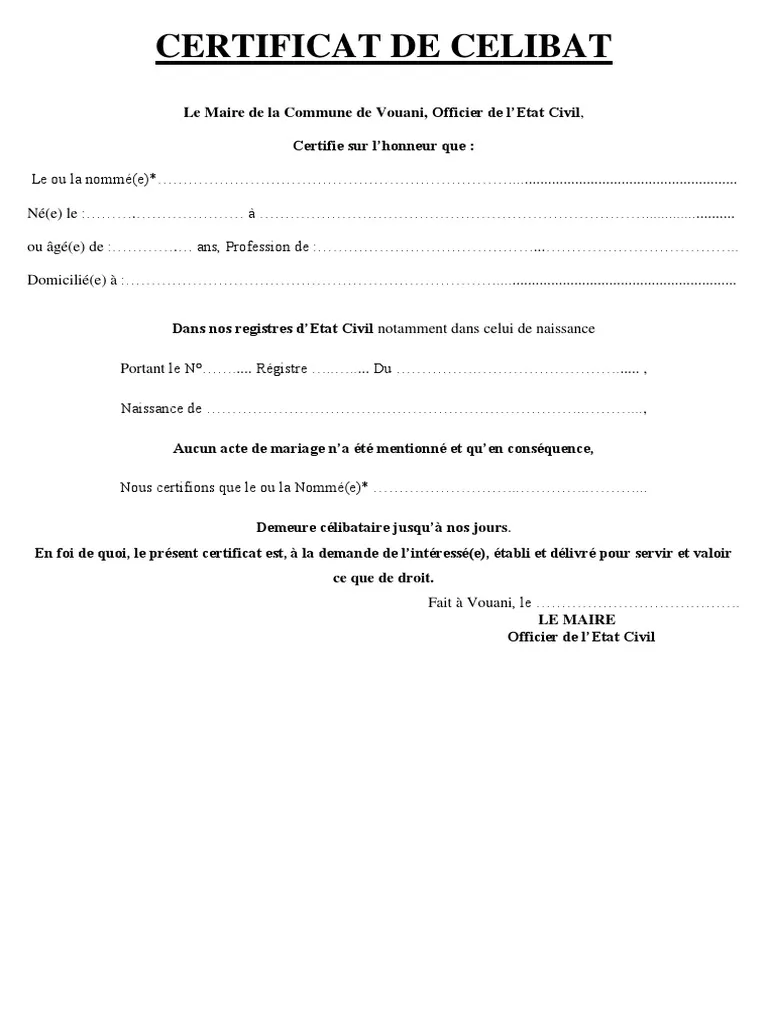 CERTIFICAT DE CELIBAT
Le Maire de la Commune de Vouani, Officier de l’Etat Civil,
Certifie sur l’honneur que :
Le ou la nommé(e)*……………………………………………………………...........................................................
Né(e) le :……….………………… à …………………………………………………………………......................
ou âgé(e) de :………….… ans, Profession de :……………………………………...………………………………..
Domicilié(e) à :………………………………………………………………..............................................................
Dans nos registres d’Etat Civil notammeent dans celui de naissance
Portant le N°…….... Régistre ….…..... Du …………………………………….....  ,
Naissance de ……………………………………………………………….………...,
Aucun acte de mariage n’a été mentionné et qu’en conséquence,
Nous certifions que le ou la Nommé(e)* ………………………..………….………...
Demeure célibataire jusqu’à nos jours.
En foi de quoi, le présent certificat est, à la demande de l’intéressé(e), établi et délivré pour servir et valoir
ce que de droit.
Fait à Vouani, le ………………………………….
LE MAIRE
Officier de l’Etat Civil